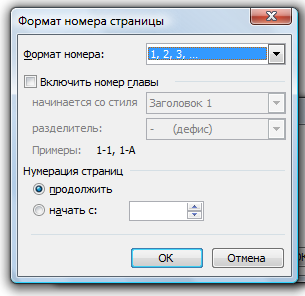 Формат номера страницы
Формат номера: 1, 2, 3, ...
Включить номер главы
начинается со стиля Заголовок 1
разделитель: - (дефис)
Примеры: 1-1, 1-A
Нумерация страниц
продолжить
начать с:
OK Отмена